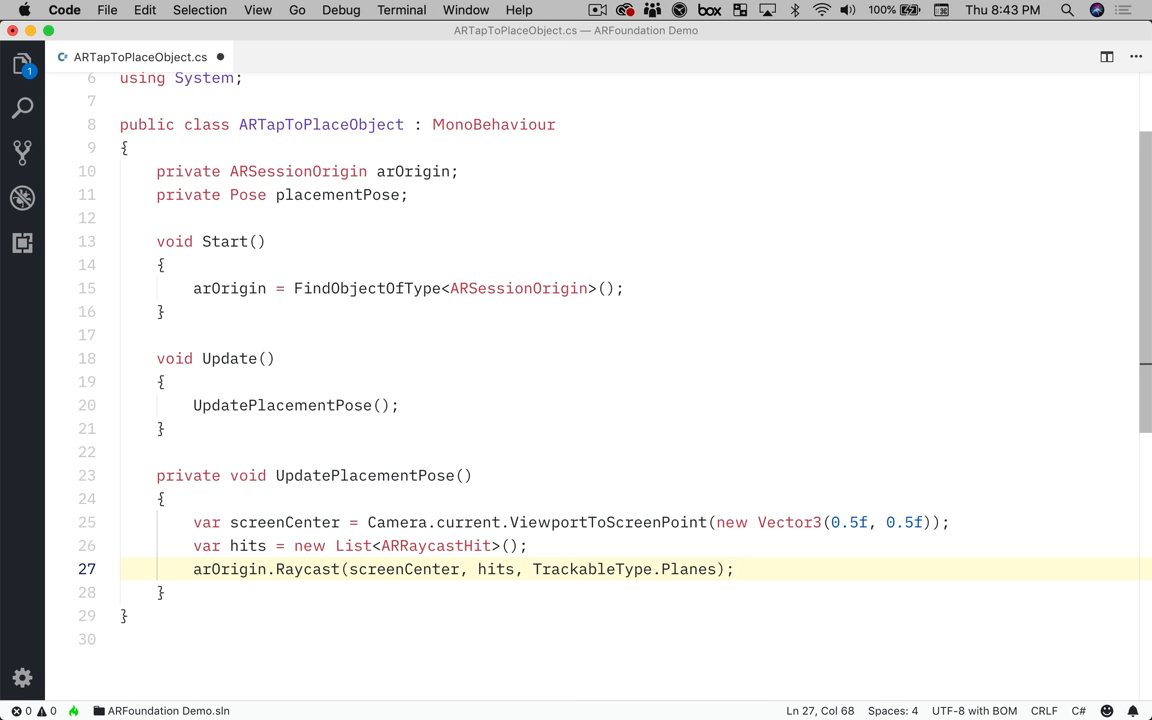 Code File Edit Selection View Go Debug Terminal Window Help box 100% Thu 8:43 PM
ARTapToPlaceObject.cs — ARFoundation Demo
1
C# ARTapToPlaceObject.cs
6 using System;
7
8 public class ARTapToPlaceObject : MonoBehaviour
9 {
10 private ARSessionOrigin arOrigin;
11 private Pose placementPose;
12
13 void Start()
14 {
15 arOrigin = FindObjectOfType<ARSessionOrigin>();
16 }
17
18 void Update()
19 {
20 UpdatePlacementPose();
21 }
22
23 private void UpdatePlacementPose()
24 {
25 var screenCenter = Camera.current.ViewportToScreenPoint(new Vector3(0.5f, 0.5f));
26 var hits = new List<ARRaycastHit>();
27 arOrigin.Raycast(screenCenter, hits, TrackableType.Planes);
28 }
29 }
30
0 0 ARFoundation Demo.sln Ln 27, Col 68 Spaces: 4 UTF-8 with BOM CRLF C#